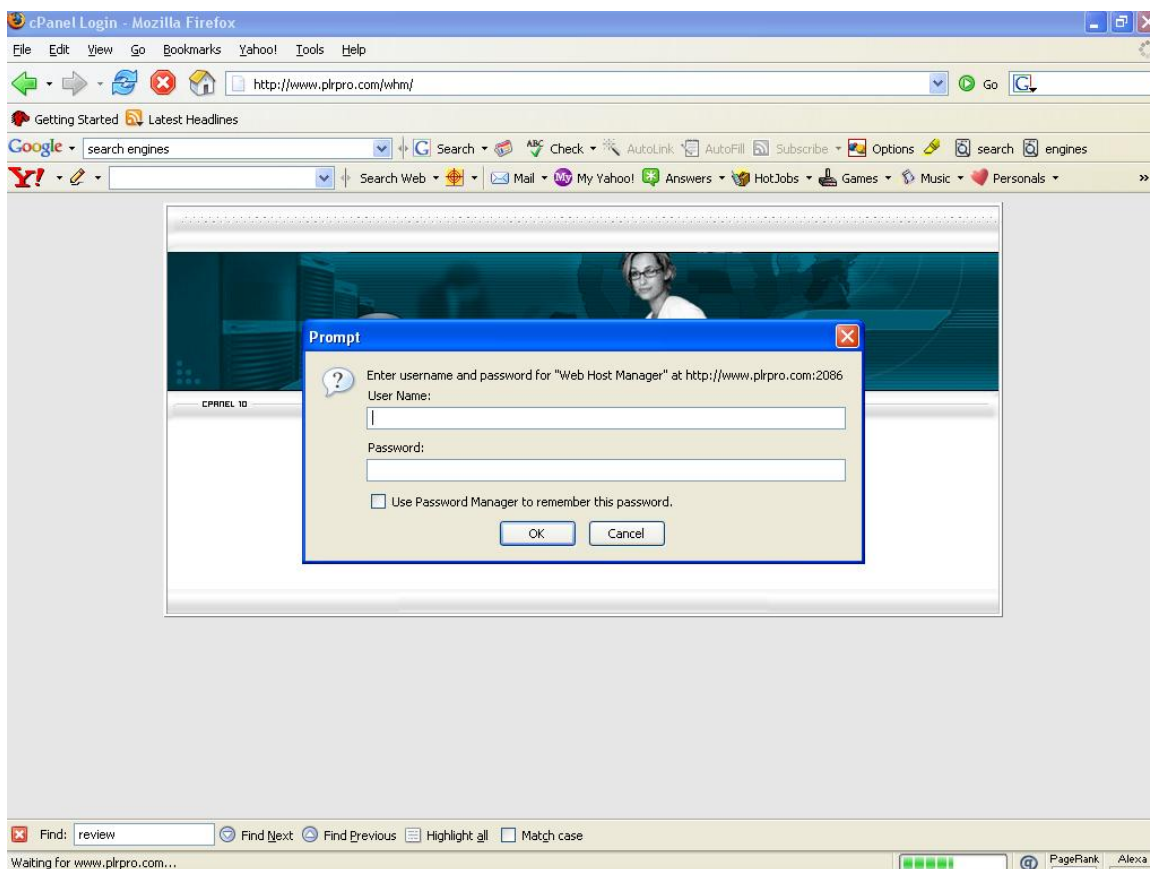 cPanel Login - Mozilla Firefox
File Edit View Go Bookmarks Yahoo! Tools Help
http://www.plrpro.com/whm/ Go G
Getting Started Latest Headlines
Google search engines G Search ABC Check AutoLink AutoFill Subscribe Options search engines
Y! Search Web Mail My My Yahoo! Answers HotJobs Games Music Personals »
Prompt
Enter username and password for "Web Host Manager" at http://www.plrpro.com:2086
User Name:
CPANEL 10
Password:
Use Password Manager to remember this password.
OK Cancel
Find: review Find Next Find Previous Highlight all Match case
Waiting for www.plrpro.com... PageRank Alexa